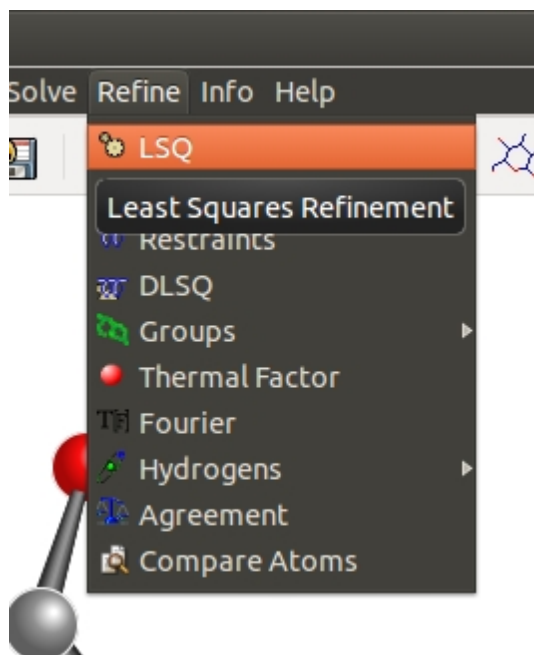 Solve Refine Info Help
LSQ
Least Squares Refinement
Restraints
DLSQ
Groups
Thermal Factor
Fourier
Hydrogens
Agreement
Compare Atoms